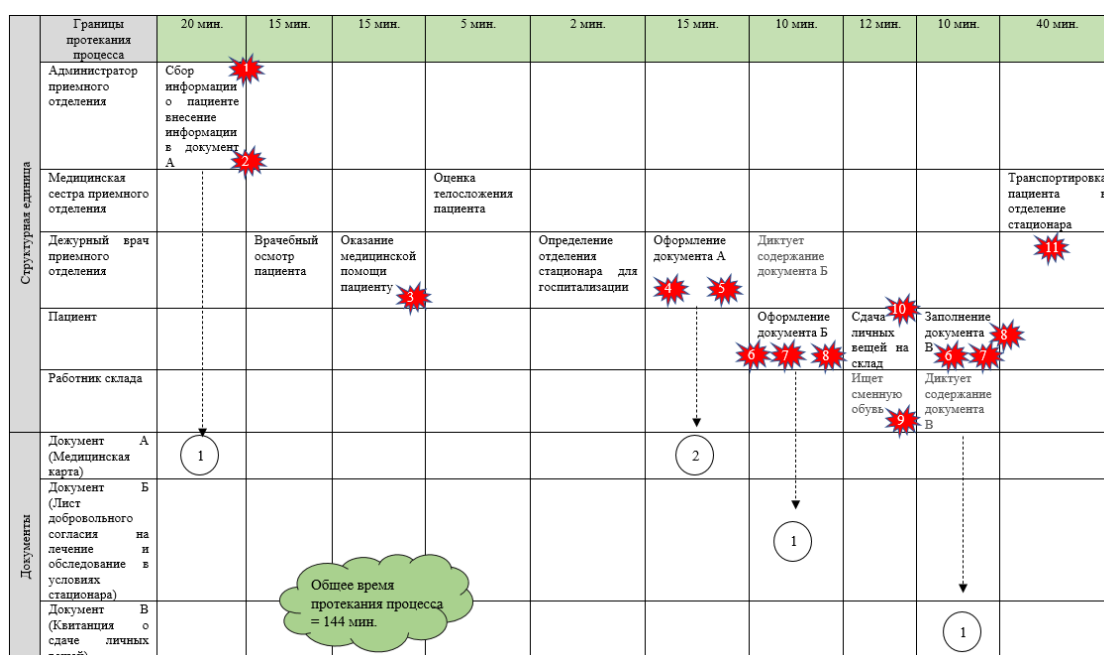 Границы протекания процесса
20 мин.
15 мин.
15 мин.
5 мин.
2 мин.
15 мин.
10 мин.
12 мин.
10 мин.
40 мин.
Структурная единица
Администратор
приемного
отделения
Сбор
информации
о пациенте
внесение
информации
в документ
А
1
2
Медицинская
сестра приемного
отделения
Оценка
телосложения
пациента
Транспортировка
пациента в
отделение
стационара
11
Дежурный врач
приемного
отделения
Врачебный
осмотр
пациента
Оказание
медицинской
помощи
пациенту
3
Определение
отделения
стационара для
госпитализации
Оформление
документа А
4
5
Диктует
содержание
документа Б
Пациент
Оформление
документа Б
6
7
8
Сдача
личных
вещей на
склад
10
Заполнение
документа
В
6
7
8
Работник склада
Ищет
сменную
обувь
9
Диктует
содержание
документа
В
Документы
Документ А
(Медицинская
карта)
1
2
Документ Б
(Лист
добровольного
согласия на
лечение и
обследование в
условиях
стационара)
1
Общее время
протекания процесса
= 144 мин.
Документ В
(Квитанция о
сдаче личных
1